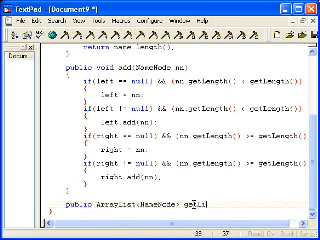 TextPad - [Document9 *]
File Edit Search View Tools Macros Configure Window Help
Documen...
return name.length();
}
public void add(NameNode nn)
{
if(left == null) && (nn.getLength() < getLength())
{
left = nn;
}
if(left != null) && (nn.getLength() < getLength())
{
left.add(nn);
}
if(right == null) && (nn.getLength() >= getLength())
{
right = nn;
}
if(right != null) && (nn.getLength() >= getLength())
{
right.add(nn);
}
}
public ArrayList<NameNode> getLi
}
39 37 Read Ovr Block Sync